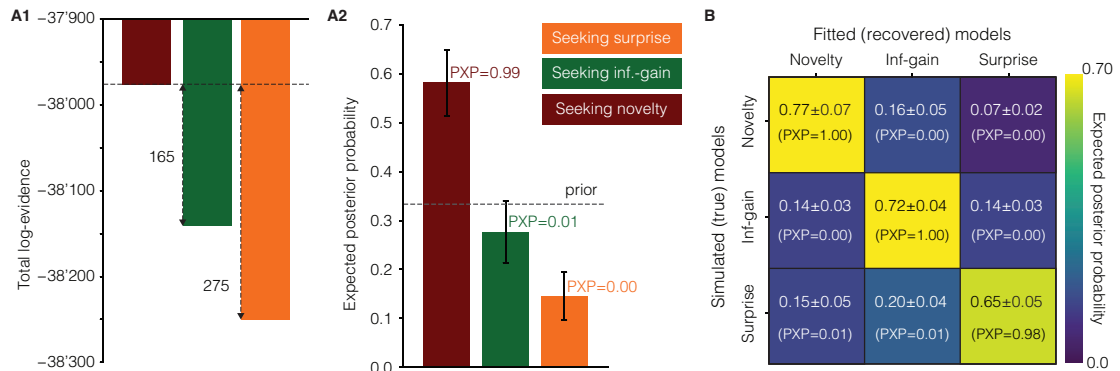 A1
Total log-evidence
-37'900
-38'000
-38'100
-38'200
-38'300
165
275
A2
Expected posterior probability
0.7
0.6
0.5
0.4
0.3
0.2
0.1
0.0
PXP=0.99
PXP=0.01
PXP=0.00
prior
Seeking surprise
Seeking inf.-gain
Seeking novelty
B
Fitted (recovered) models
Novelty Inf-gain Surprise
Simulated (true) models
Novelty
0.77±0.07 0.16±0.05 0.07±0.02
(PXP=1.00) (PXP=0.00) (PXP=0.00)
Inf-gain
0.14±0.03 0.72±0.04 0.14±0.03
(PXP=0.00) (PXP=1.00) (PXP=0.00)
Surprise
0.15±0.05 0.20±0.04 0.65±0.05
(PXP=0.01) (PXP=0.01) (PXP=0.98)
0.70
Expected posterior probability
0.0